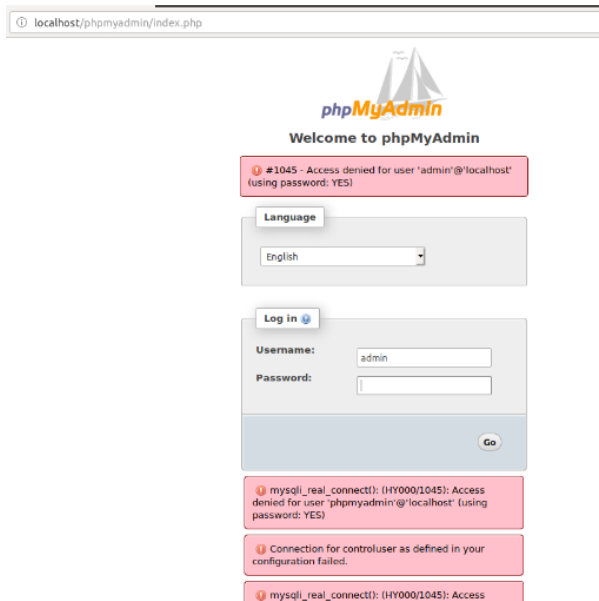 localhost/phpmyadmin/index.php
phpMyAdmin
Welcome to phpMyAdmin
#1045 - Access denied for user 'admin'@'localhost'
(using password: YES)
Language
English
Log in
Username:
admin
Password:
Go
mysqli_real_connect(): (HY000/1045): Access
denied for user 'phpmyadmin'@'localhost' (using
password: YES)
Connection for controluser as defined in your
configuration failed.
mysqli_real_connect(): (HY000/1045): Access